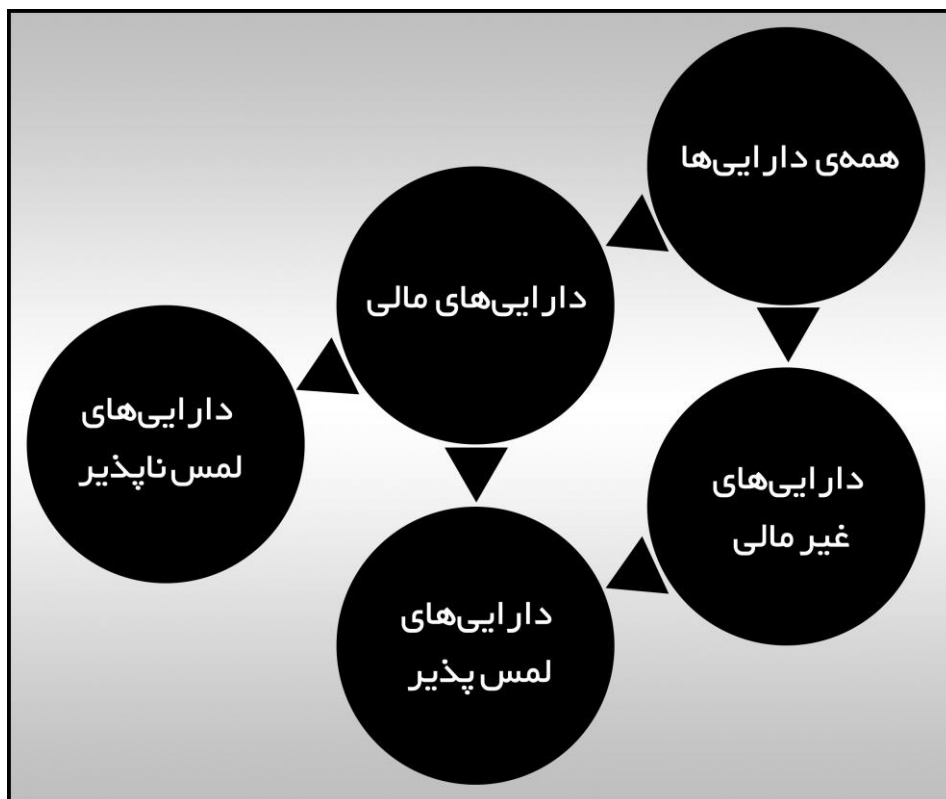 همه‌ی دارایی‌ها
دارایی‌های مالی
دارایی‌های
لمس ناپذیر
دارایی‌های
غیر مالی
دارایی‌های
لمس پذیر